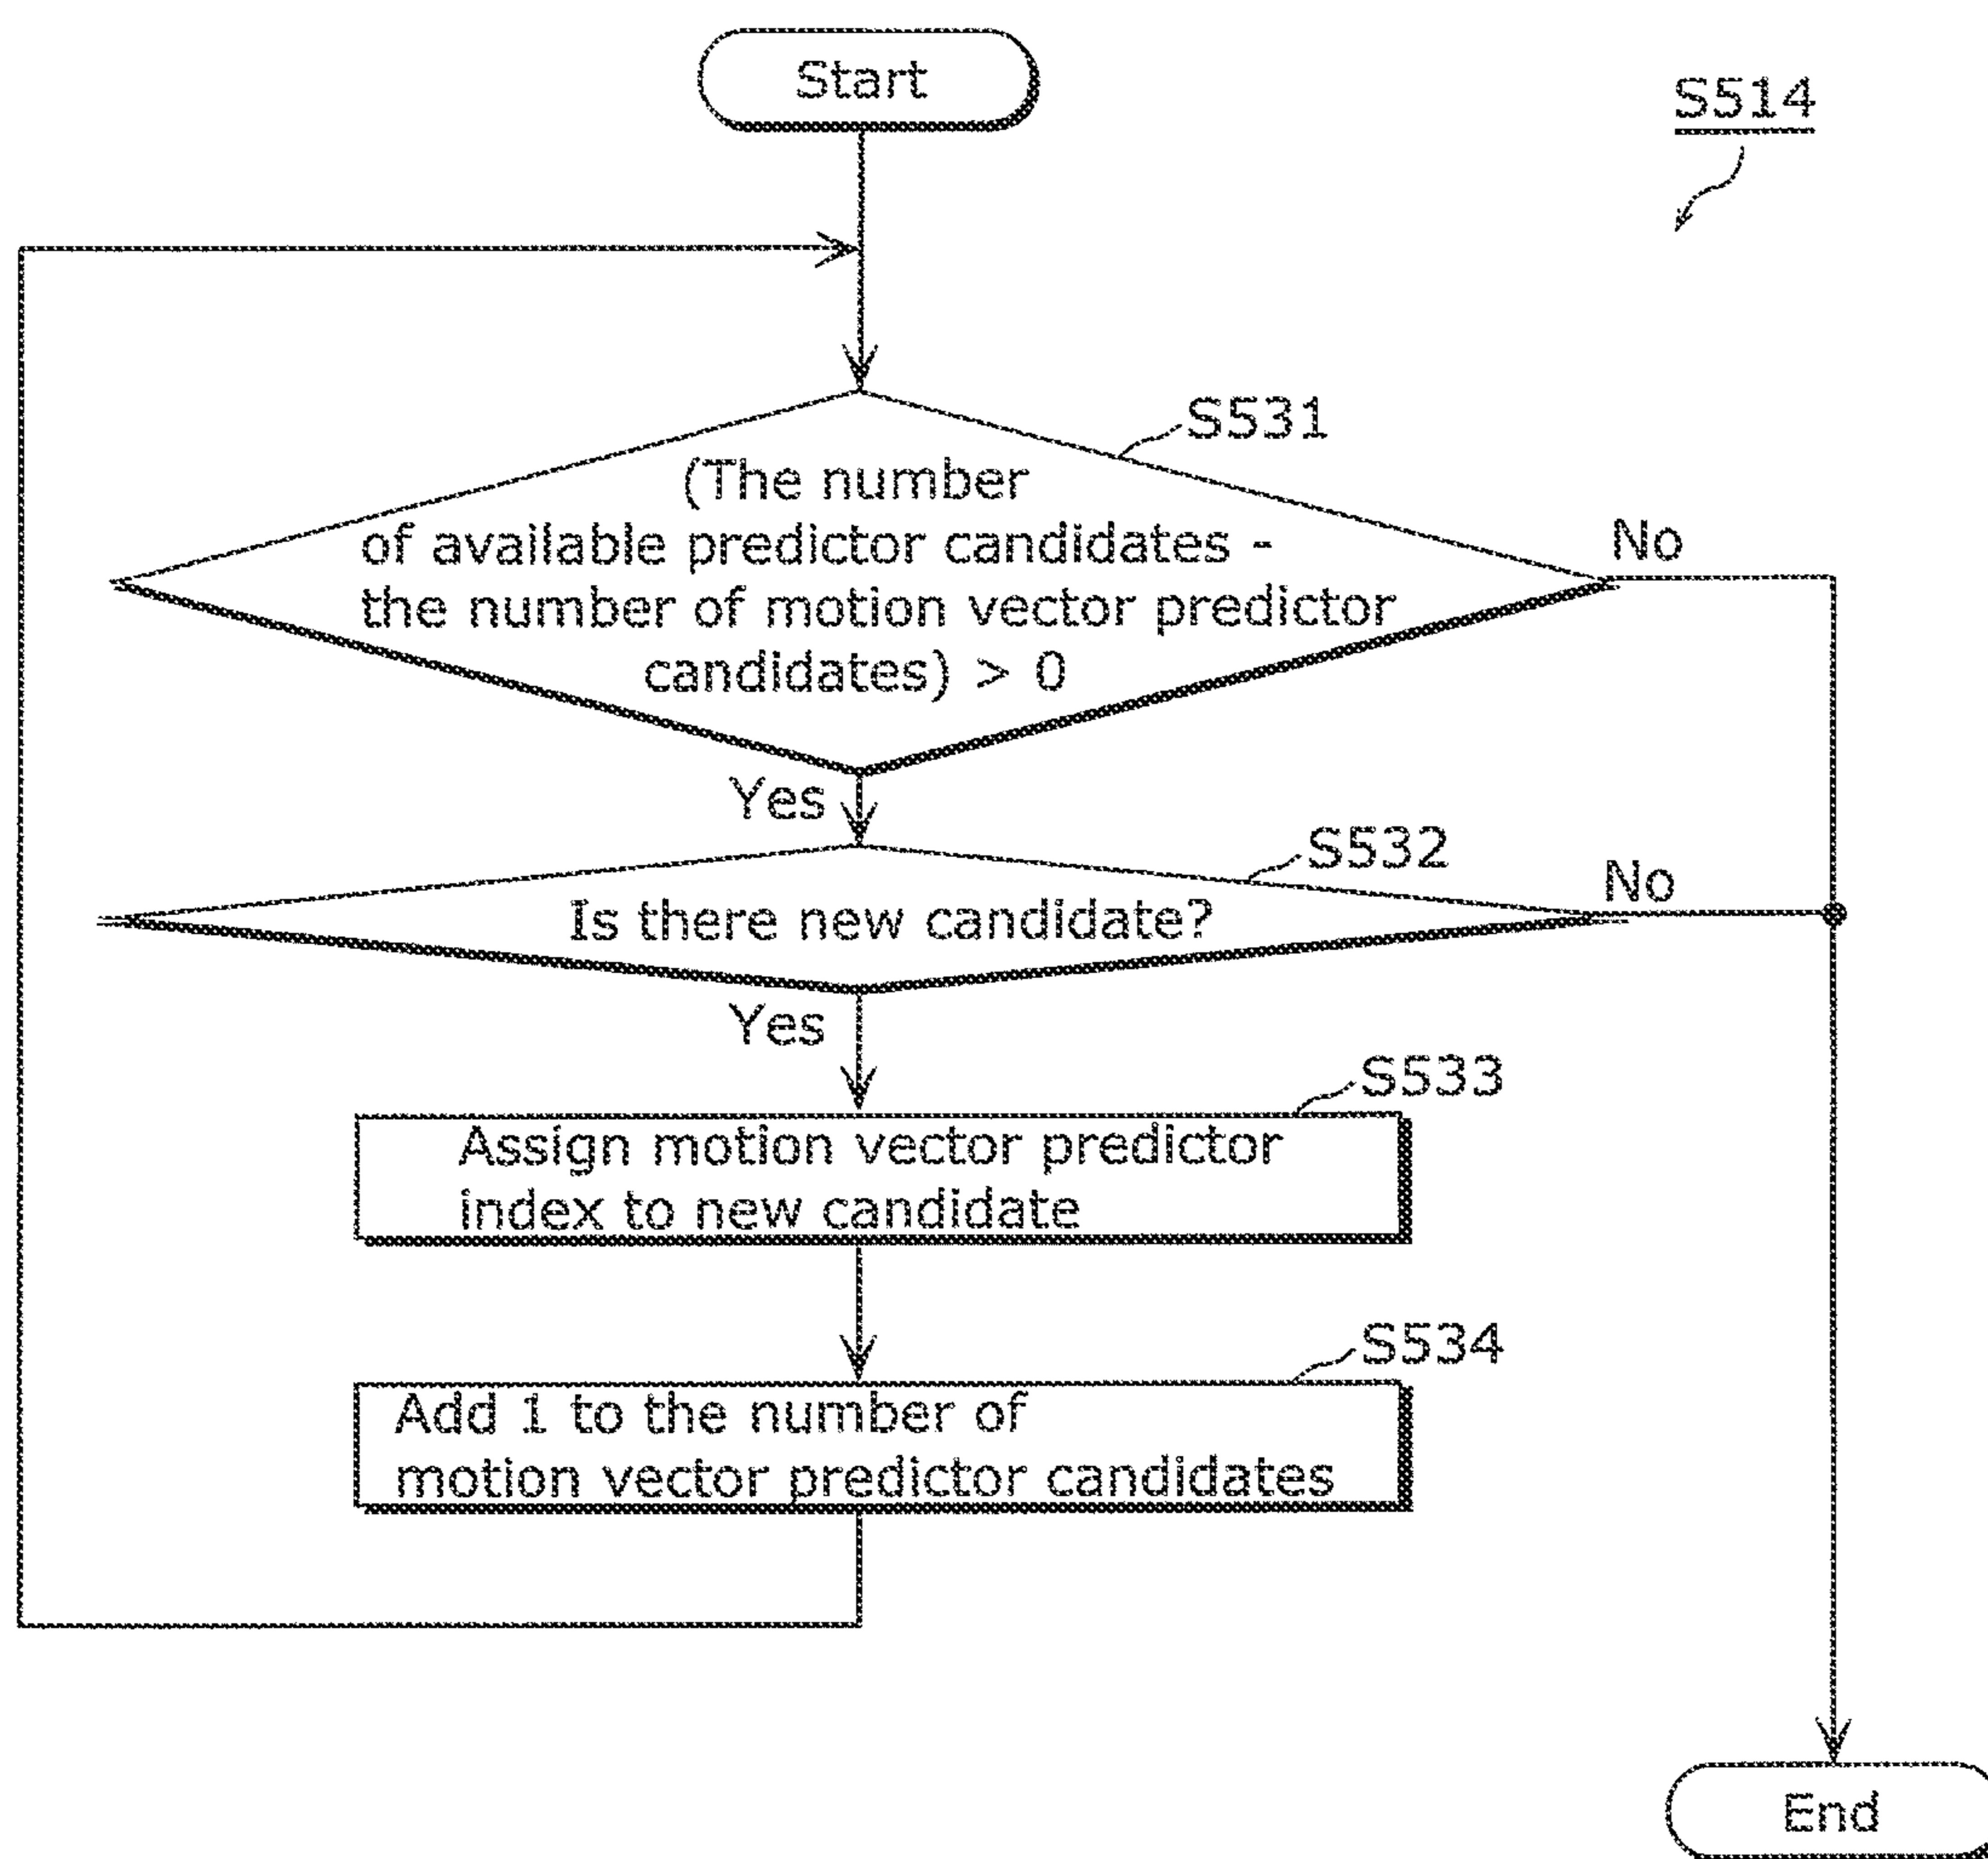 Start
S514
S531
(The number
of available predictor candidates -
the number of motion vector predictor
candidates) > 0
No
Yes
S532
Is there new candidate?
No
Yes
S533
Assign motion vector predictor
index to new candidate
S534
Add 1 to the number of
motion vector predictor candidates
End